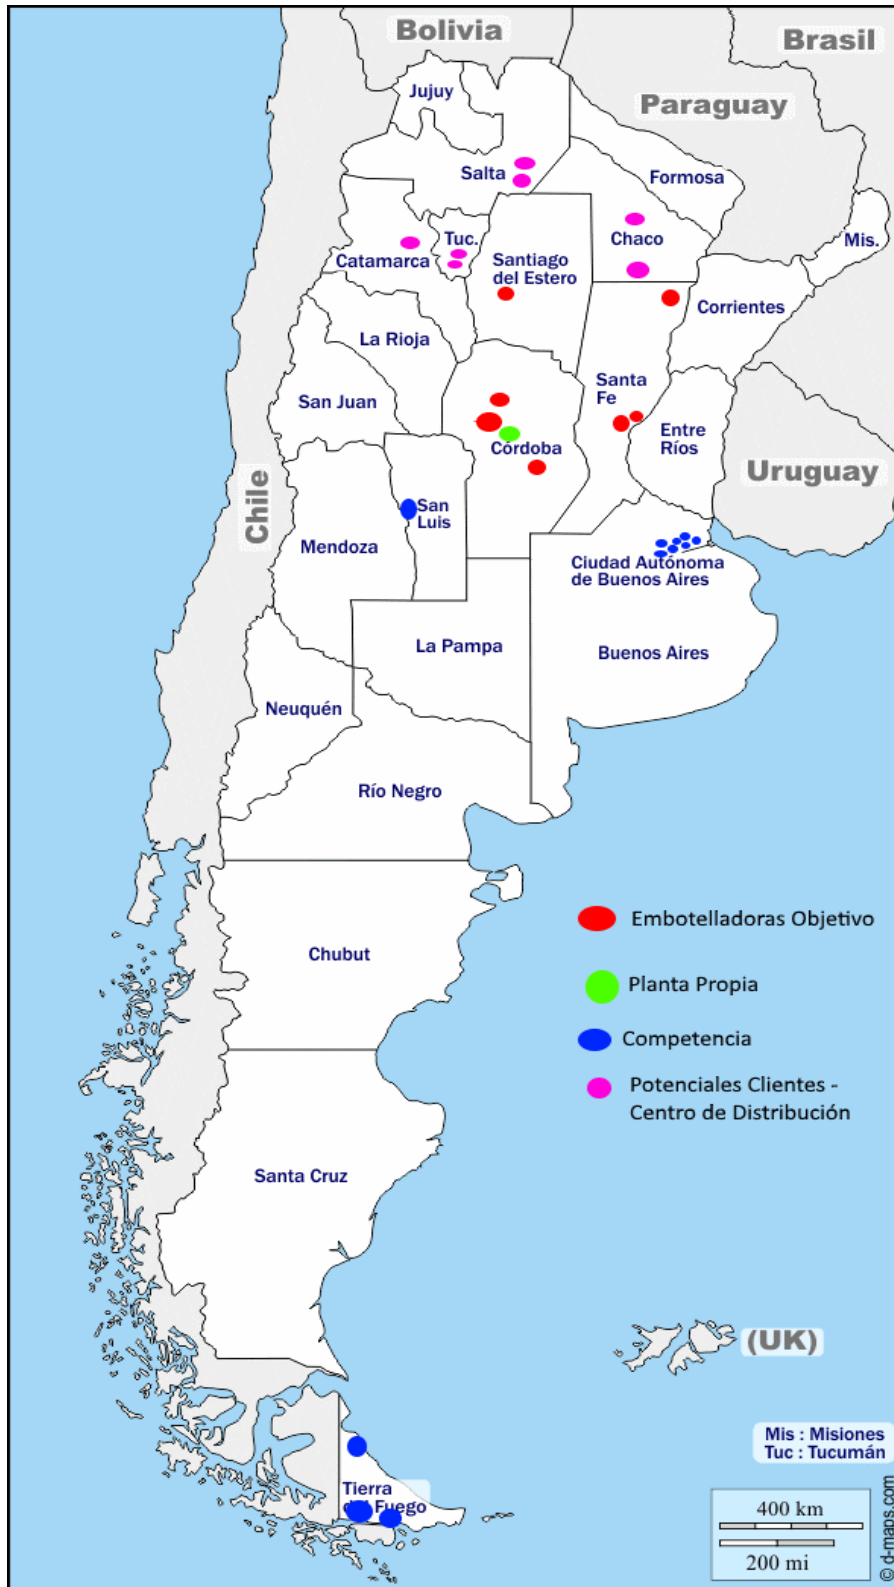 Bolivia
Brasil
Jujuy
Paraguay
Salta
Formosa
Chaco
Mis.
Tuc.
Catamarca
Santiago
del Estero
Corrientes
La Rioja
Santa
Fe
San Juan
Entre
Ríos
Córdoba
Uruguay
Chile
San
Luis
Mendoza
Ciudad Autónoma
de Buenos Aires
La Pampa
Buenos Aires
Neuquén
Río Negro
Embotelladoras Objetivo
Chubut
Planta Propia
Competencia
Potenciales Clientes -
Centro de Distribución
Santa Cruz
(UK)
Mis : Misiones
Tuc : Tucumán
Tierra
del Fuego
400 km
200 mi
© d-maps.com